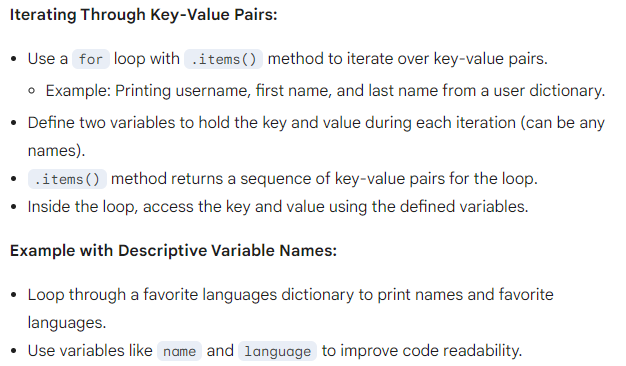 Iterating Through Key-Value Pairs:
• Use a for loop with .items() method to iterate over key-value pairs.
◦ Example: Printing username, first name, and last name from a user dictionary.
• Define two variables to hold the key and value during each iteration (can be any
names).
• .items() method returns a sequence of key-value pairs for the loop.
• Inside the loop, access the key and value using the defined variables.
Example with Descriptive Variable Names:
• Loop through a favorite languages dictionary to print names and favorite
languages.
• Use variables like name and language to improve code readability.